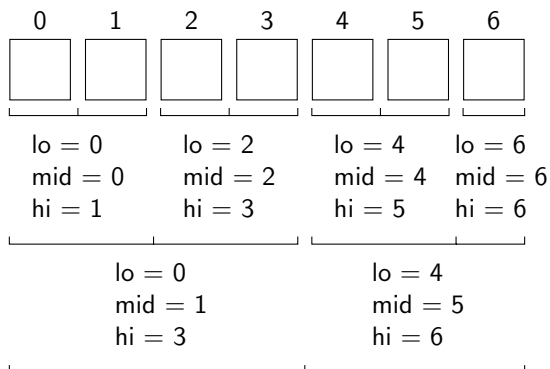 0 1 2 3 4 5 6
lo = 0 lo = 2 lo = 4 lo = 6
mid = 0 mid = 2 mid = 4 mid = 6
hi = 1 hi = 3 hi = 5 hi = 6
lo = 0 lo = 4
mid = 1 mid = 5
hi = 3 hi = 6